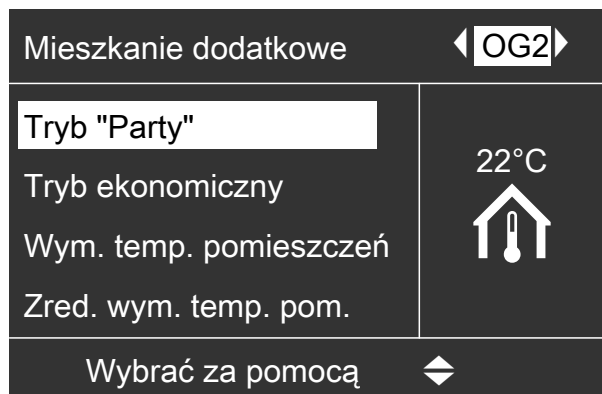 Mieszkanie dodatkowe OG2
Tryb "Party"
Tryb ekonomiczny
Wym. temp. pomieszczeń
Zred. wym. temp. pom.
22°C
Wybrać za pomocą